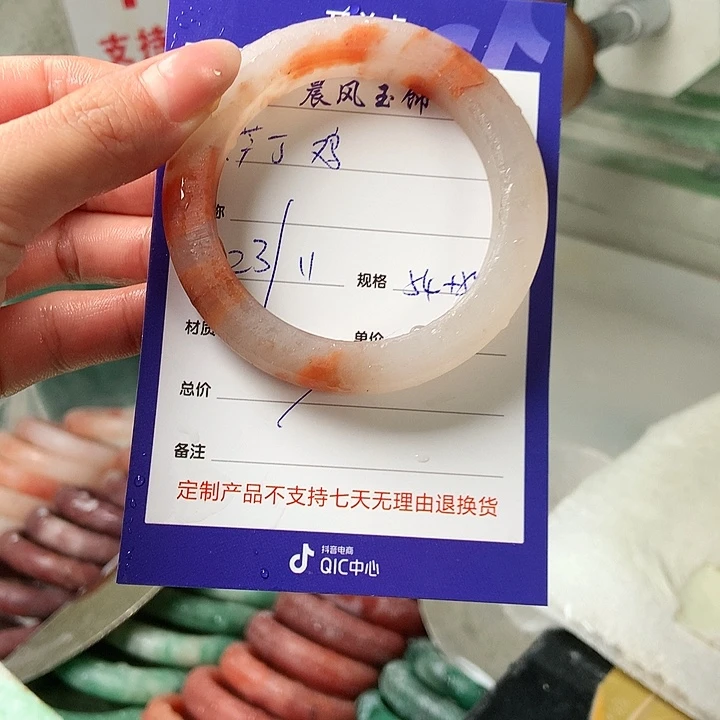 支持
晨风玉饰
丁鸡
称
23/11
规格 54+
材质
单价
总价
备注
定制产品不支持七天无理由退换货
抖音电商
QIC中心